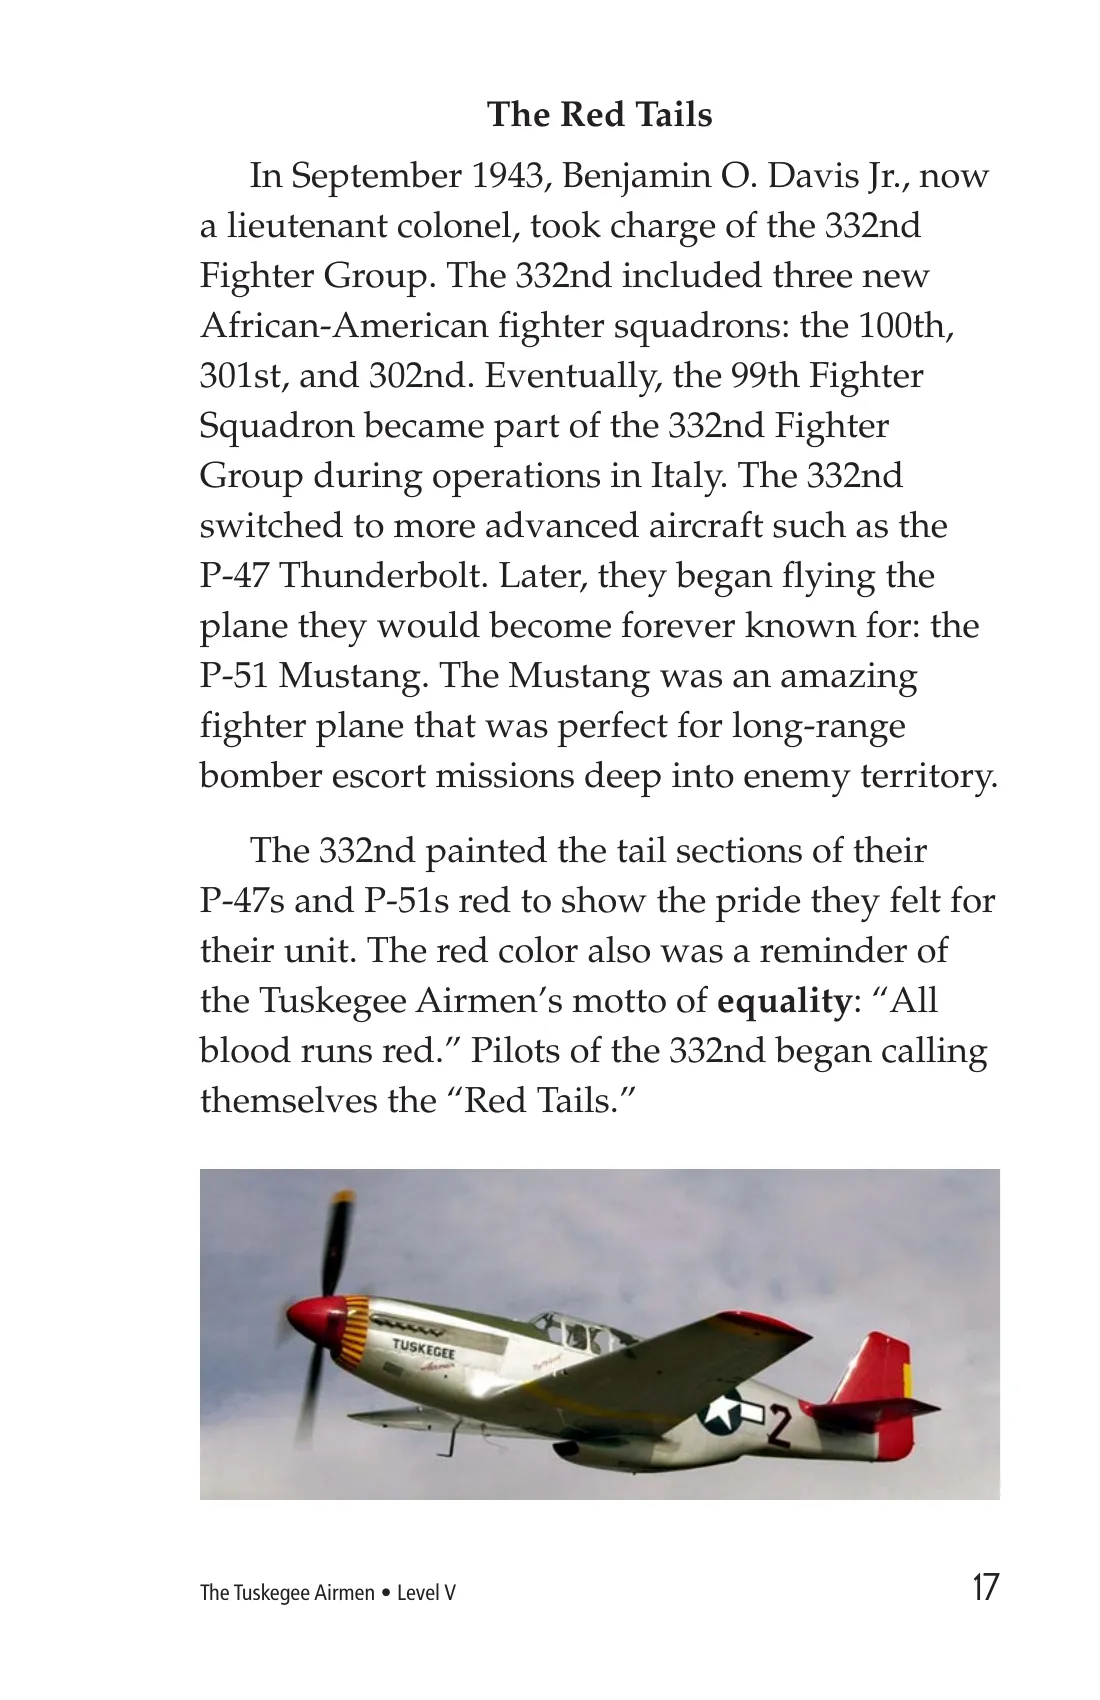 The Red Tails
In September 1943, Benjamin O. Davis Jr., now
a lieutenant colonel, took charge of the 332nd
Fighter Group. The 332nd included three new
African-American fighter squadrons: the 100th,
301st, and 302nd. Eventually, the 99th Fighter
Squadron became part of the 332nd Fighter
Group during operations in Italy. The 332nd
switched to more advanced aircraft such as the
P-47 Thunderbolt. Later, they began flying the
plane they would become forever known for: the
P-51 Mustang. The Mustang was an amazing
fighter plane that was perfect for long-range
bomber escort missions deep into enemy territory.
The 332nd painted the tail sections of their
P-47s and P-51s red to show the pride they felt for
their unit. The red color also was a reminder of
the Tuskegee Airmen’s motto of equality: “All
blood runs red.” Pilots of the 332nd began calling
themselves the “Red Tails.”
TUSKEGEE
Airmen
2
The Tuskegee Airmen • Level V
17